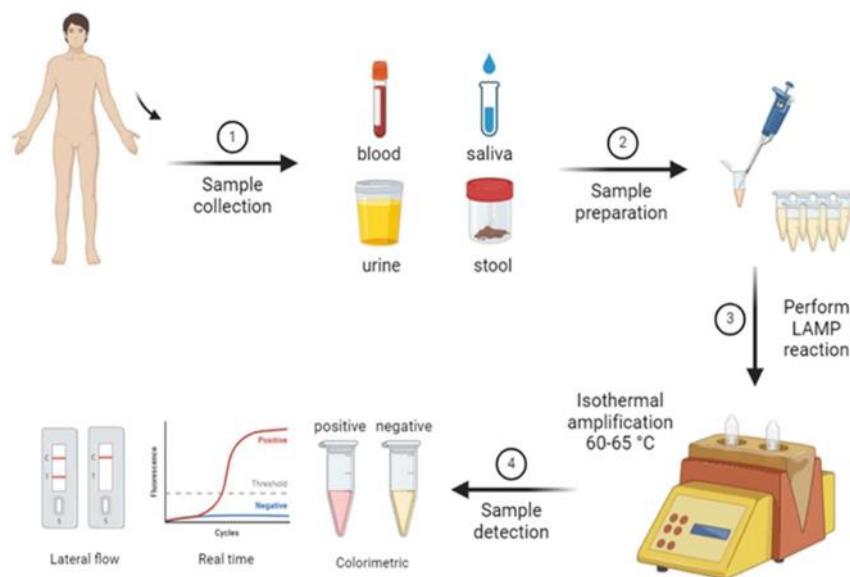 1
Sample
collection
blood
saliva
urine
stool
2
Sample
preparation
3
Perform
LAMP
reaction
Isothermal
amplification
60-65 °C
4
Sample
detection
positive
negative
Colorimetric
Fluorescence
Positive
Threshold
Negative
Cycles
Real time
C
T
S
C
T
S
Lateral flow